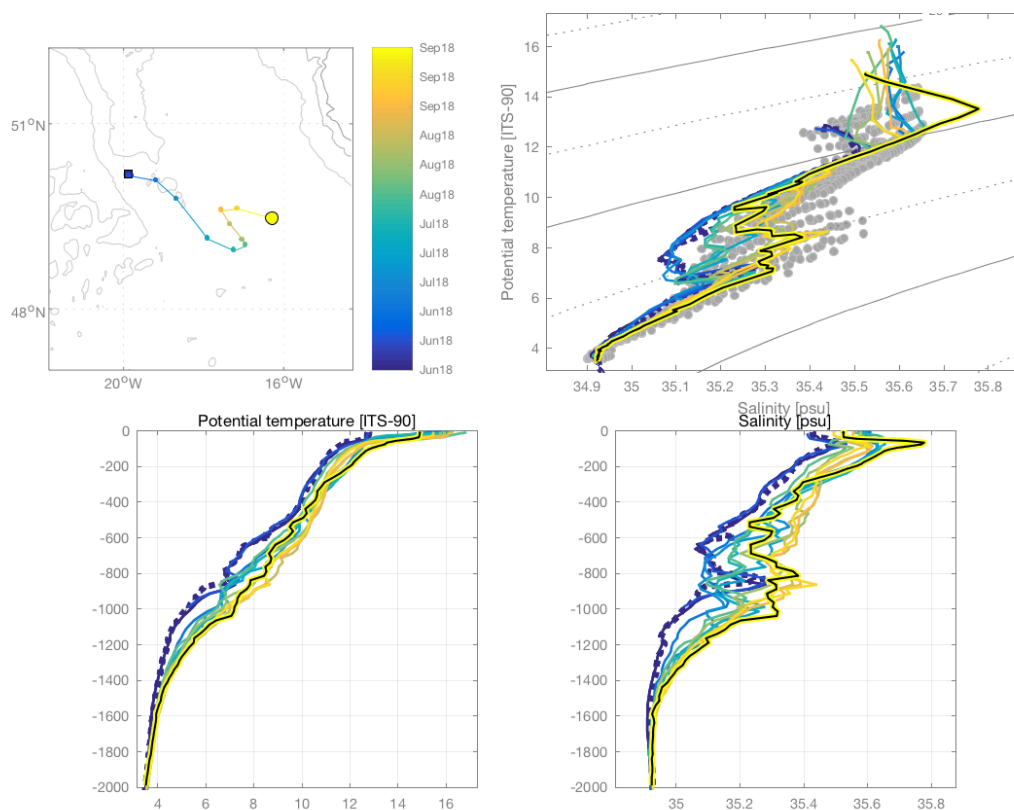 51°N
48°N
20°W
16°W
Sep18
Sep18
Sep18
Aug18
Aug18
Aug18
Jul18
Jul18
Jul18
Jun18
Jun18
Jun18
Potential temperature [ITS-90]
16
14
12
10
8
6
4
34.9
35
35.1
35.2
35.3
35.4
35.5
35.6
35.7
35.8
Salinity [psu]
Potential temperature [ITS-90]
0
-200
-400
-600
-800
-1000
-1200
-1400
-1600
-1800
-2000
4
6
8
10
12
14
16
Salinity [psu]
0
-200
-400
-600
-800
-1000
-1200
-1400
-1600
-1800
-2000
35
35.2
35.4
35.6
35.8